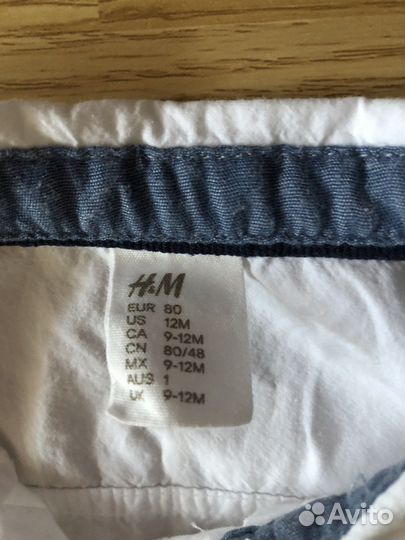 H&M
EUR 80
US 12M
CA 9-12M
CN 80/48
MX 9-12M
AUS 1
UK 9-12M
Avito